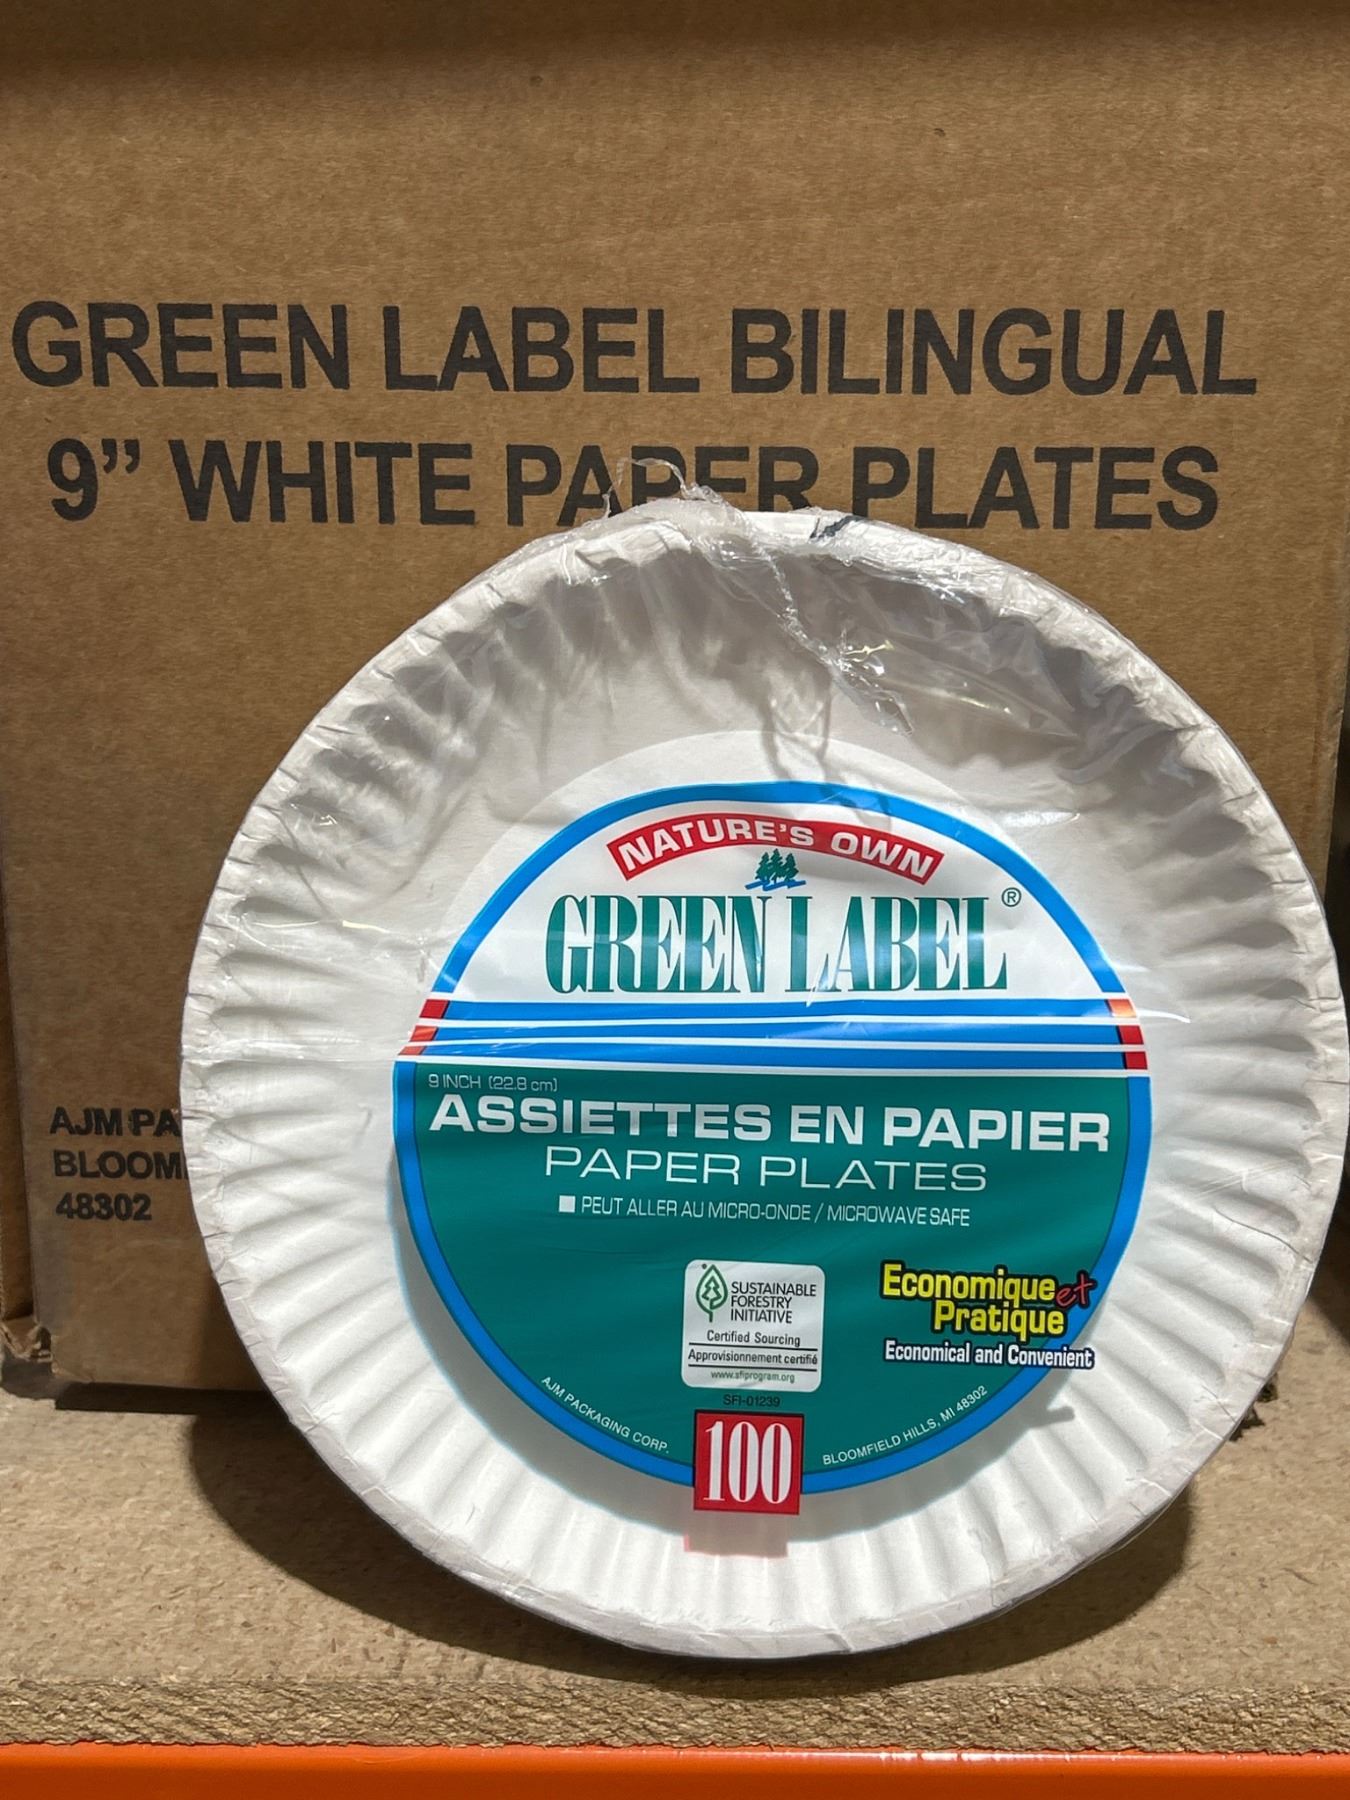 GREEN LABEL BILINGUAL
9” WHITE PAPER PLATES
AJM PA
BLOOM
48302
NATURE'S OWN
GREEN LABEL®
9 INCH (22.8 cm)
ASSIETTES EN PAPIER
PAPER PLATES
PEUT ALLER AU MICRO-ONDE / MICROWAVE SAFE
SUSTAINABLE
FORESTRY
INITIATIVE
Certified Sourcing
Approvisionnement certifié
www.sfiprogram.org
SFI-01239
Economique et
Pratique
Economical and Convenient
AJM PACKAGING CORP.
100
BLOOMFIELD HILLS, MI 48302